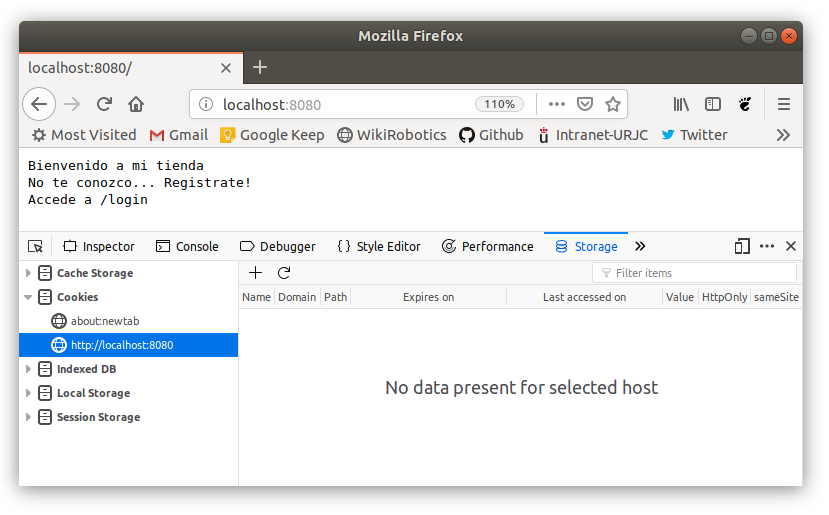 Mozilla Firefox
localhost:8080/
localhost:8080 110%
Most Visited Gmail Google Keep WikiRobotics Github Intranet-URJC Twitter
Bienvenido a mi tienda
No te conozco... Registrate!
Accede a /login
Inspector Console Debugger Style Editor Performance Storage
Cache Storage
Cookies
about:newtab
http://localhost:8080
Indexed DB
Local Storage
Session Storage
Filter items
Name Domain Path Expires on Last accessed on Value HttpOnly sameSite
No data present for selected host